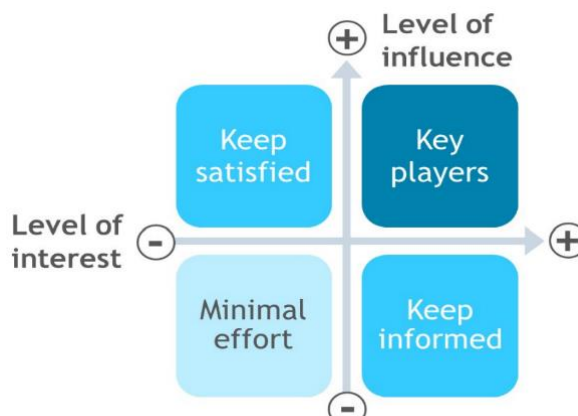 +
Level of
influence
Keep
satisfied
Key
players
Level of
interest
-
+
Minimal
effort
Keep
informed
-